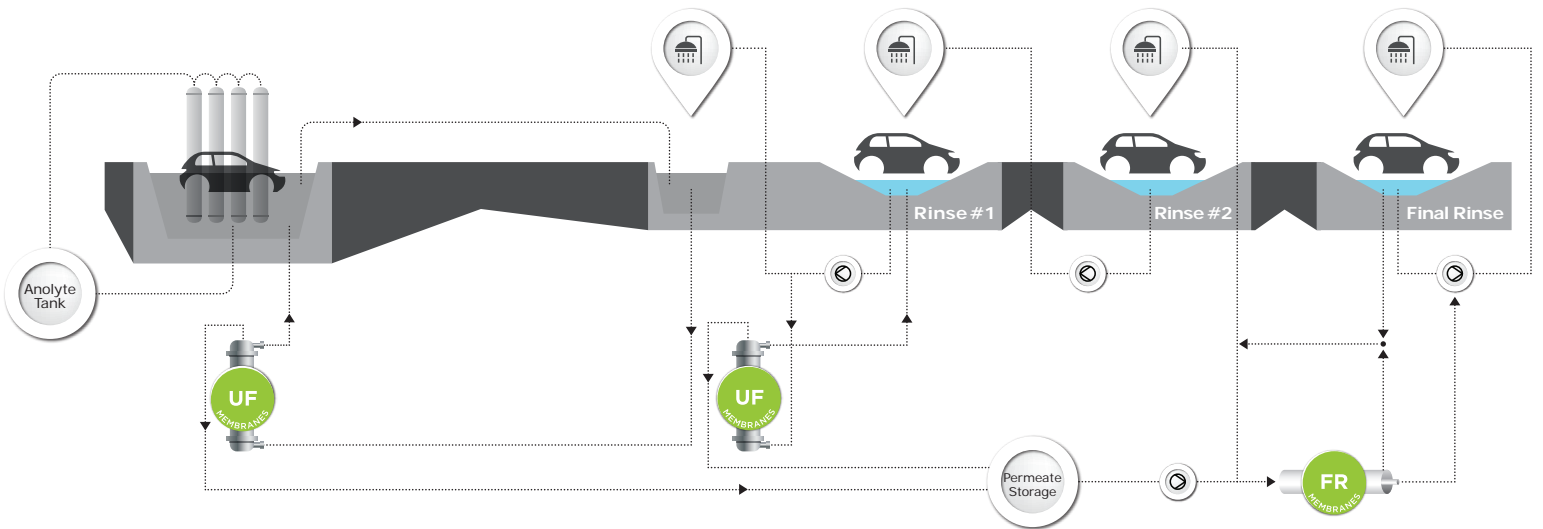 Rinse #1
Rinse #2
Final Rinse
Anolyte
Tank
UF
MEMBRANES
UF
MEMBRANES
Permeate
Storage
FR
MEMBRANES